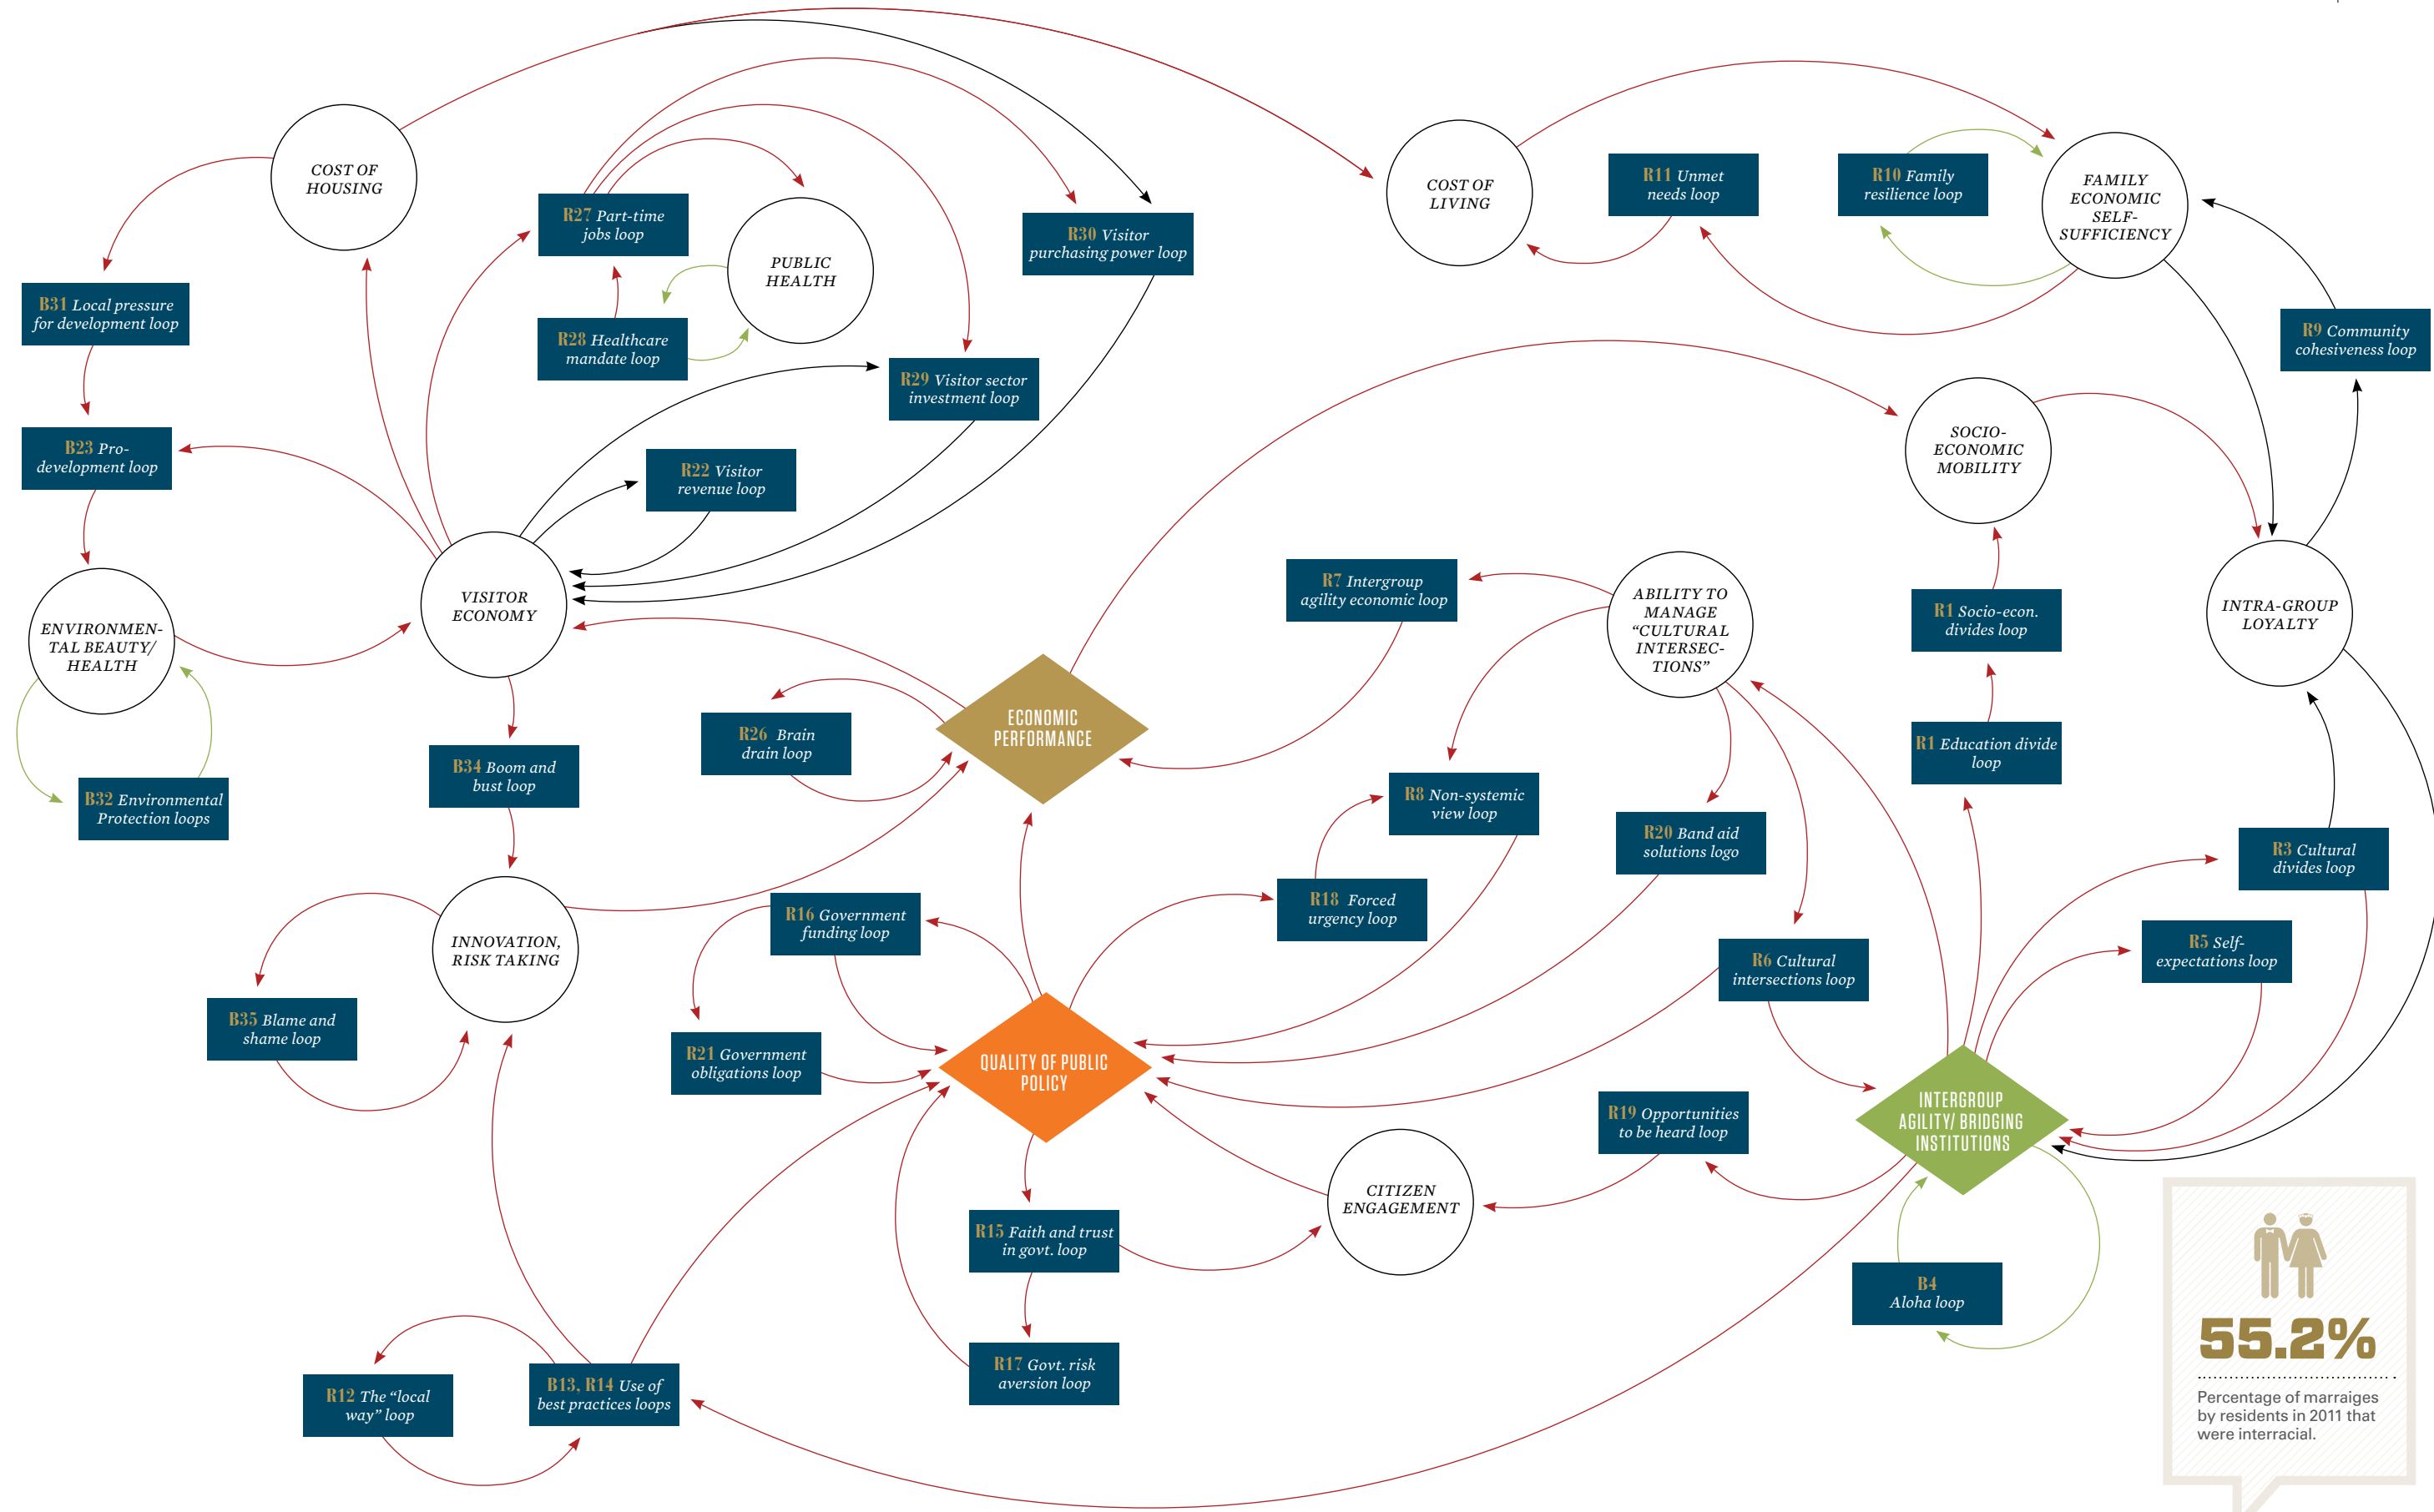 COST OF
HOUSING
R27 Part-time
jobs loop
PUBLIC
HEALTH
R28 Healthcare
mandate loop
R30 Visitor
purchasing power loop
COST OF
LIVING
R11 Unmet
needs loop
R10 Family
resilience loop
FAMILY
ECONOMIC
SELF-
SUFFICIENCY
B31 Local pressure
for development loop
R9 Community
cohesiveness loop
R29 Visitor sector
investment loop
B23 Pro-
development loop
R22 Visitor
revenue loop
SOCIO-
ECONOMIC
MOBILITY
VISITOR
ECONOMY
ENVIRONMEN-
TAL BEAUTY/
HEALTH
R7 Intergroup
agility economic loop
ABILITY TO
MANAGE
“CULTURAL
INTERSEC-
TIONS”
R1 Socio-econ.
divides loop
INTRA-GROUP
LOYALTY
ECONOMIC
PERFORMANCE
R26 Brain
drain loop
R1 Education divide
loop
B34 Boom and
bust loop
B32 Environmental
Protection loops
R8 Non-systemic
view loop
R20 Band aid
solutions logo
R3 Cultural
divides loop
R18 Forced
urgency loop
R16 Government
funding loop
INNOVATION,
RISK TAKING
R6 Cultural
intersections loop
R5 Self-
expectations loop
B35 Blame and
shame loop
R21 Government
obligations loop
QUALITY OF PUBLIC
POLICY
R19 Opportunities
to be heard loop
INTERGROUP
AGILITY/ BRIDGING
INSTITUTIONS
CITIZEN
ENGAGEMENT
R15 Faith and trust
in govt. loop
B4
Aloha loop
R17 Govt. risk
aversion loop
R12 The “local
way” loop
B13, R14 Use of
best practices loops
55.2%
Percentage of marraiges
by residents in 2011 that
were interracial.